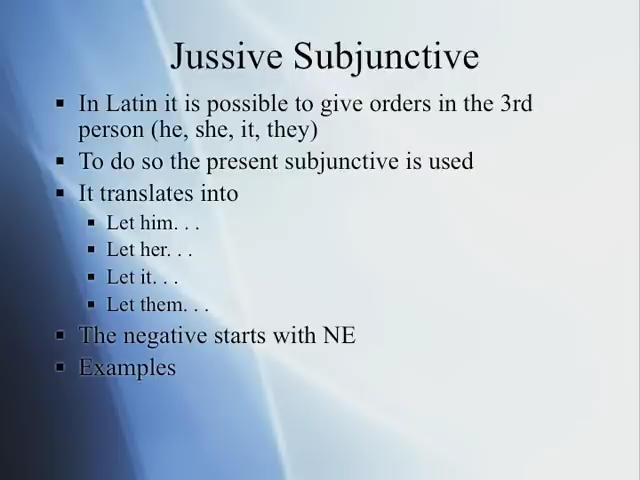 Jussive Subjunctive
In Latin it is possible to give orders in the 3rd
person (he, she, it, they)
To do so the present subjunctive is used
It translates into
Let him. . .
Let her. . .
Let it. . .
Let them. . .
The negative starts with NE
Examples